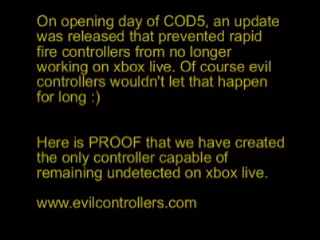 On opening day of COD5, an update
was released that prevented rapid
fire controllers from no longer
working on xbox live. Of course evil
controllers wouldn't let that happen
for long :)
Here is PROOF that we have created
the only controller capable of
remaining undetected on xbox live.
www.evilcontrollers.com